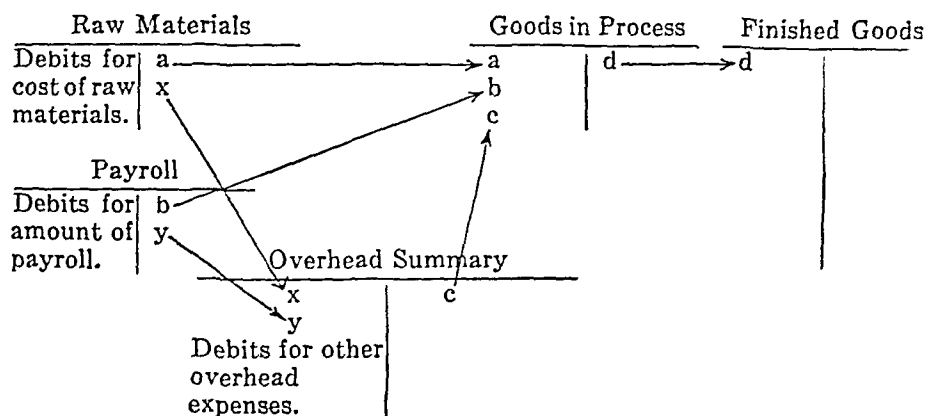 Raw Materials
Debits for a
cost of raw x
materials.
Goods in Process
a d
b
c
Finished Goods
d
Payroll
Debits for b
amount of y
payroll.
Overhead Summary
x c
y
Debits for other
overhead
expenses.